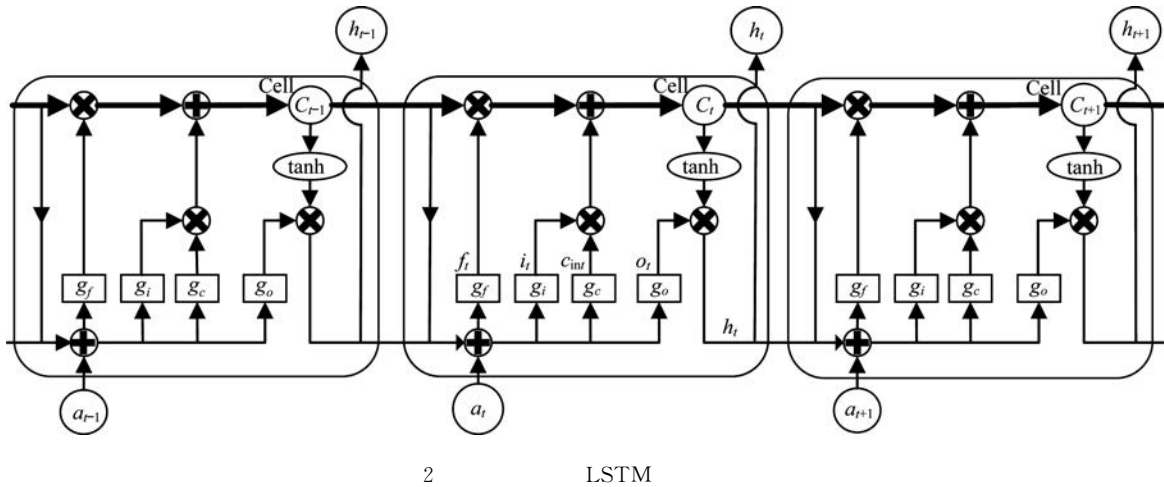 h_{t-1} h_t h_{t+1}
Cell Cell Cell
C_{t-1} C_t C_{t+1}
tanh tanh tanh
f_t i_t c_{int} o_t
g_f g_i g_c g_o g_f g_i g_c g_o g_f g_i g_c g_o
h_t
a_{t-1} a_t a_{t+1}
2 LSTM